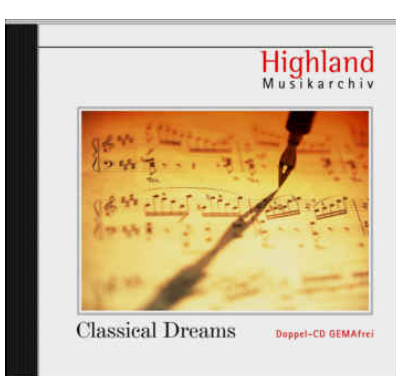 Highland
Musikarchiv
Classical Dreams
Doppel-CD GEMAfrei